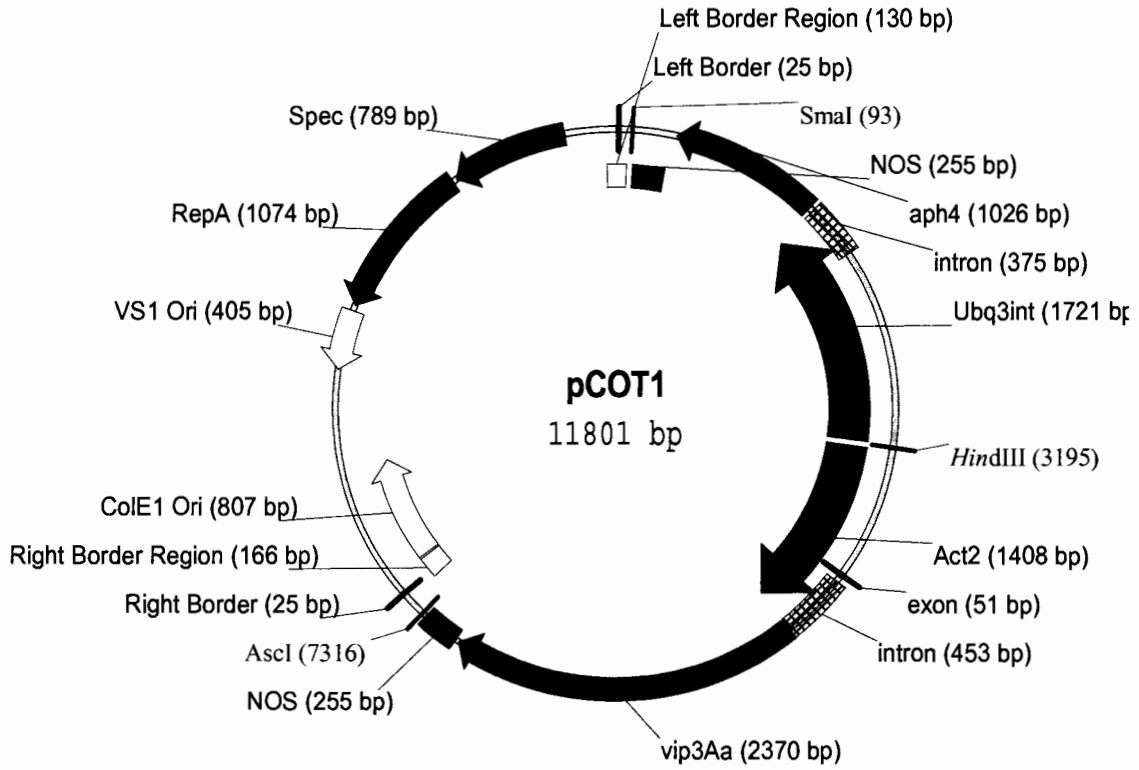 Left Border Region (130 bp)
Left Border (25 bp)
Spec (789 bp)
SmaI (93)
NOS (255 bp)
RepA (1074 bp)
aph4 (1026 bp)
intron (375 bp)
VS1 Ori (405 bp)
Ubq3int (1721 bp
pCOT1
11801 bp
HindIII (3195)
ColE1 Ori (807 bp)
Right Border Region (166 bp)
Act2 (1408 bp)
Right Border (25 bp)
exon (51 bp)
AscI (7316)
intron (453 bp)
NOS (255 bp)
vip3Aa (2370 bp)